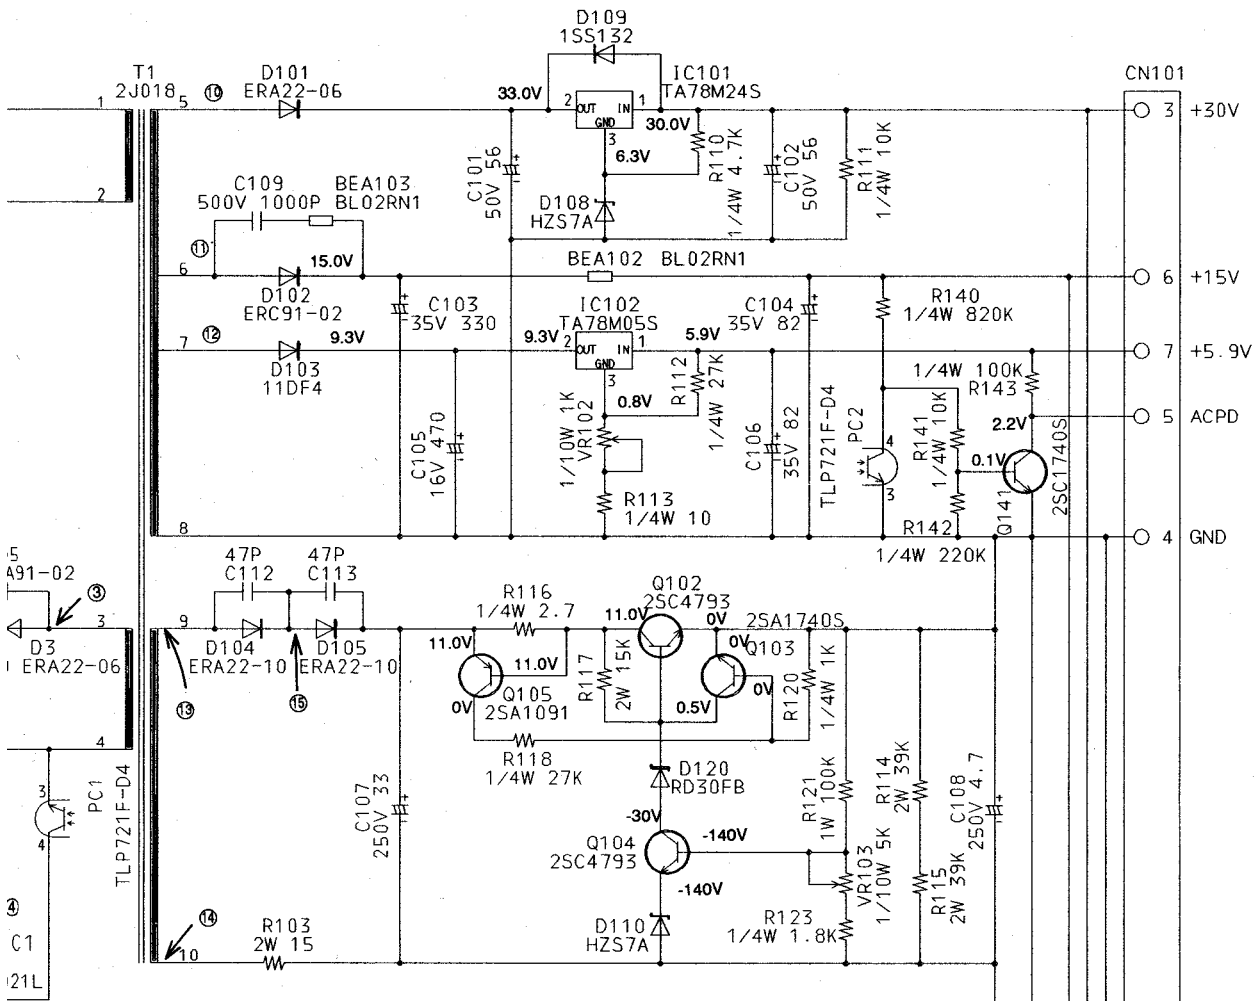 D109
1SS132
T1
2J018
D101
ERA22-06
IC101
TA78M24S
CN101
1
5
⑩
33.0V
2
OUT
IN
1
GND
3
30.0V
3
+30V
6.3V
C101
50V 56
R110
1/4W 4.7K
C102
50V 56
R111
1/4W 10K
2
C109
500V 1000P
BEA103
BL02RN1
D108
HZS7A
⑪
6
15.0V
BEA102 BL02RN1
6
+15V
D102
ERC91-02
C103
35V 330
IC102
TA78M05S
C104
35V 82
R140
1/4W 820K
7
⑫
9.3V
9.3V
2
OUT
IN
1
GND
3
5.9V
7
+5.9V
D103
11DF4
R112
1/4W 27K
1/4W 100K
R143
0.8V
5
ACPD
C105
16V 470
1/10W 1K
VR102
C106
35V 82
TLP721F-D4
PC2
4
3
R141
1/4W 10K
2.2V
0.1V
Q141
2SC1740S
R113
1/4W 10
R142
1/4W 220K
8
4
GND
5
A91-02
47P
C112
47P
C113
③
3
9
R116
1/4W 2.7
11.0V
Q102
2SC4793
0V
2SA1740S
D3
ERA22-06
D104
ERA22-10
D105
ERA22-10
11.0V
11.0V
R117
2W 15K
0V
Q103
⑬
⑮
0V
Q105
2SA1091
0.5V
0V
R120
1/4W 1K
4
R118
1/4W 27K
D120
RD30FB
3
4
PC1
TLP721F-D4
C107
250V 33
-30V
R121
1W 100K
R114
2W 39K
C108
250V 4.7
Q104
2SC4793
-140V
-140V
VR103
1/10W 5K
R115
2W 39K
⑭
R103
2W 15
D110
HZS7A
R123
1/4W 1.8K
10
4
C1
021L